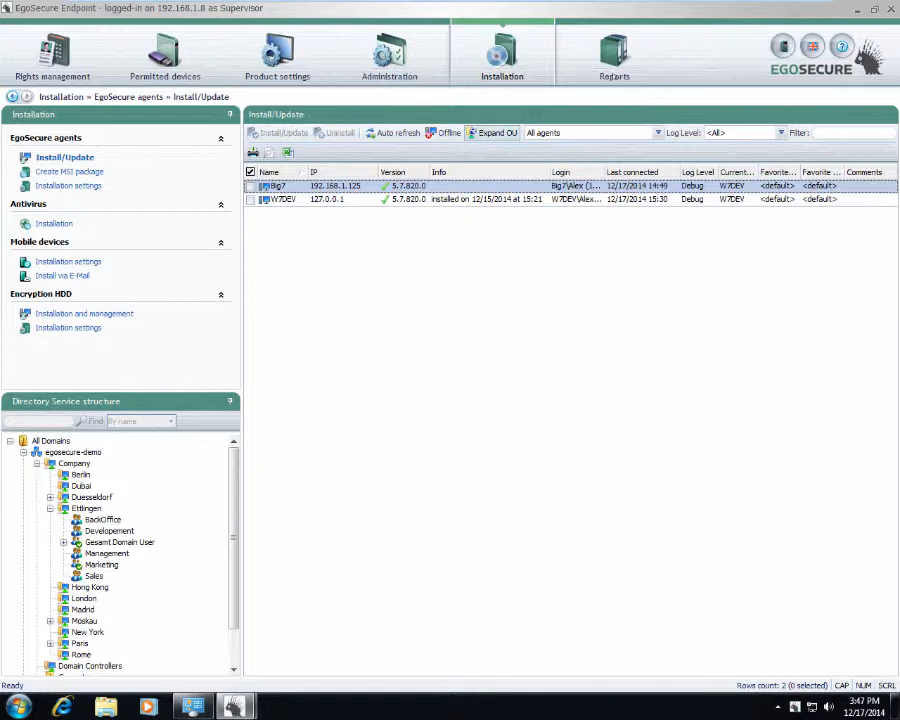 EgoSecure Endpoint - logged-in on 192.168.1.8 as Supervisor
Rights management
Permitted devices
Product settings
Administration
Installation
Reports
EGOSECURE
Installation » EgoSecure agents » Install/Update
Installation
EgoSecure agents
Install/Update
Create MSI package
Installation settings
Antivirus
Installation
Mobile devices
Installation settings
Install via E-Mail
Encryption HDD
Installation and management
Installation settings
Directory Service structure
Find By name
All Domains
egosecure-demo
Company
Berlin
Dubai
Duesseldorf
Ettlingen
BackOffice
Developement
Gesamt Domain User
Management
Marketing
Sales
Hong Kong
London
Madrid
Moskau
New York
Paris
Rome
Domain Controllers
Install/Update
Install/Update Uninstall Auto refresh Offline Expand OU All agents Log Level: <All> Filter:
Name IP Version Info Login Last connected Log Level Current... Favorite... Favorite ... Comments
Big7 192.168.1.125 5.7.820.0 Big7\Alex (1... 12/17/2014 14:49 Debug W7DEV <default> <default>
W7DEV 127.0.0.1 5.7.820.0 installed on 12/15/2014 at 15:21 W7DEV\Alex... 12/17/2014 15:30 Debug W7DEV <default> <default>
Ready
Rows count: 2 (0 selected) CAP NUM SCRL
3:47 PM
12/17/2014